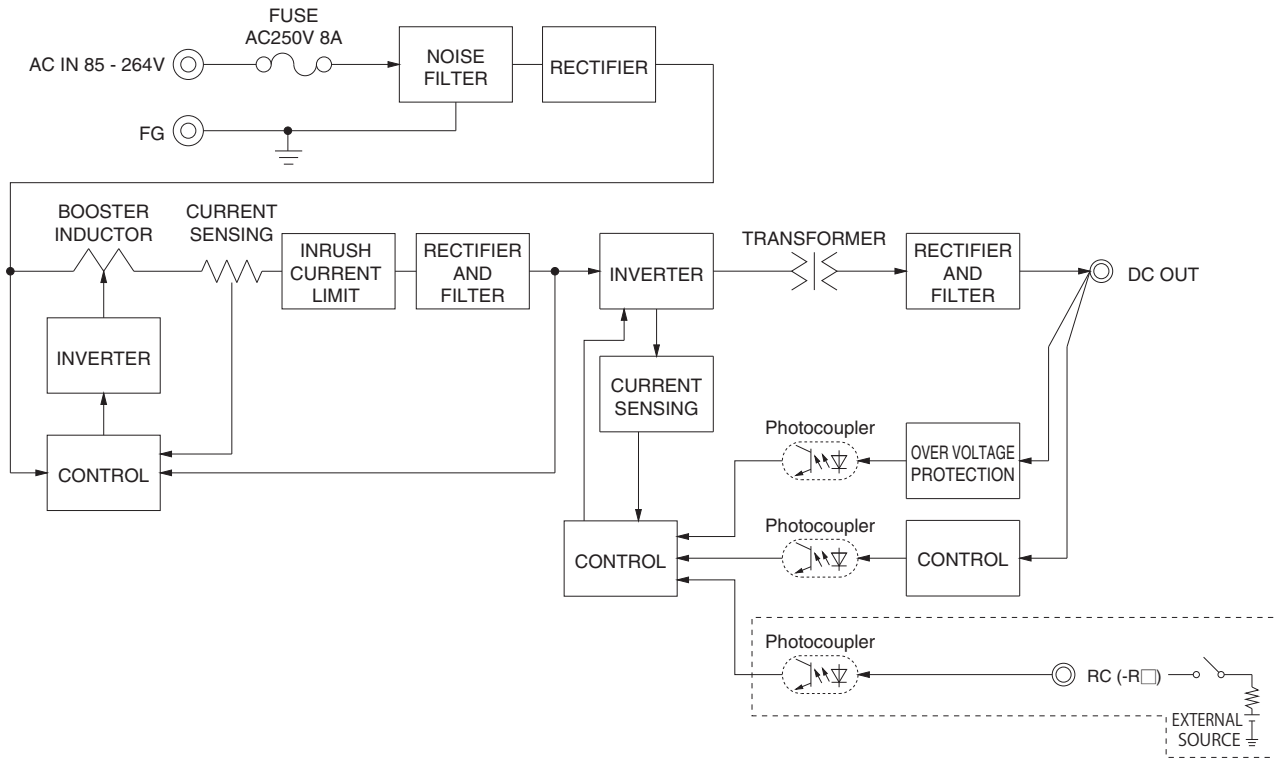 FUSE
AC250V 8A
AC IN 85 - 264V
NOISE
FILTER
RECTIFIER
FG
BOOSTER
INDUCTOR
CURRENT
SENSING
INRUSH
CURRENT
LIMIT
RECTIFIER
AND
FILTER
INVERTER
TRANSFORMER
RECTIFIER
AND
FILTER
DC OUT
INVERTER
CURRENT
SENSING
CONTROL
Photocoupler
OVER VOLTAGE
PROTECTION
CONTROL
Photocoupler
CONTROL
Photocoupler
RC (-R□)
EXTERNAL
SOURCE